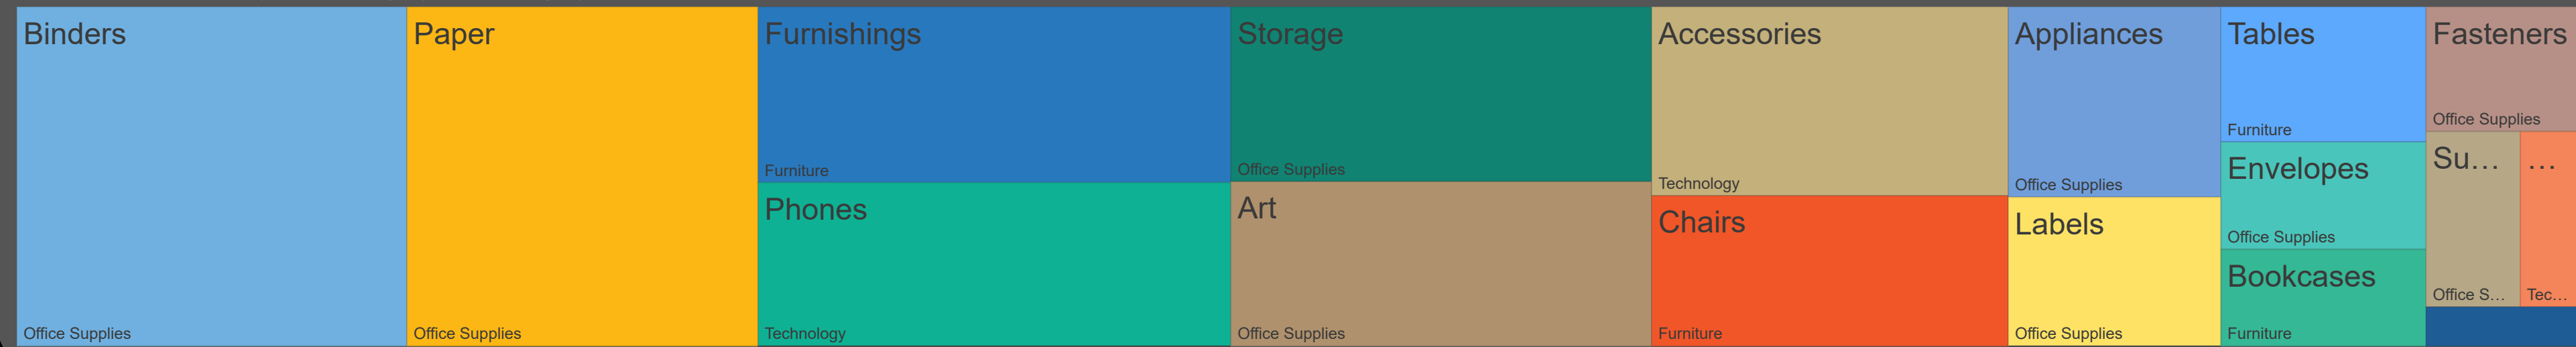 Binders
Office Supplies
Paper
Office Supplies
Furnishings
Furniture
Phones
Technology
Storage
Office Supplies
Art
Office Supplies
Accessories
Technology
Chairs
Furniture
Appliances
Office Supplies
Labels
Office Supplies
Tables
Furniture
Envelopes
Office Supplies
Bookcases
Furniture
Fasteners
Office Supplies
Su...
Office S...
...
Tec...